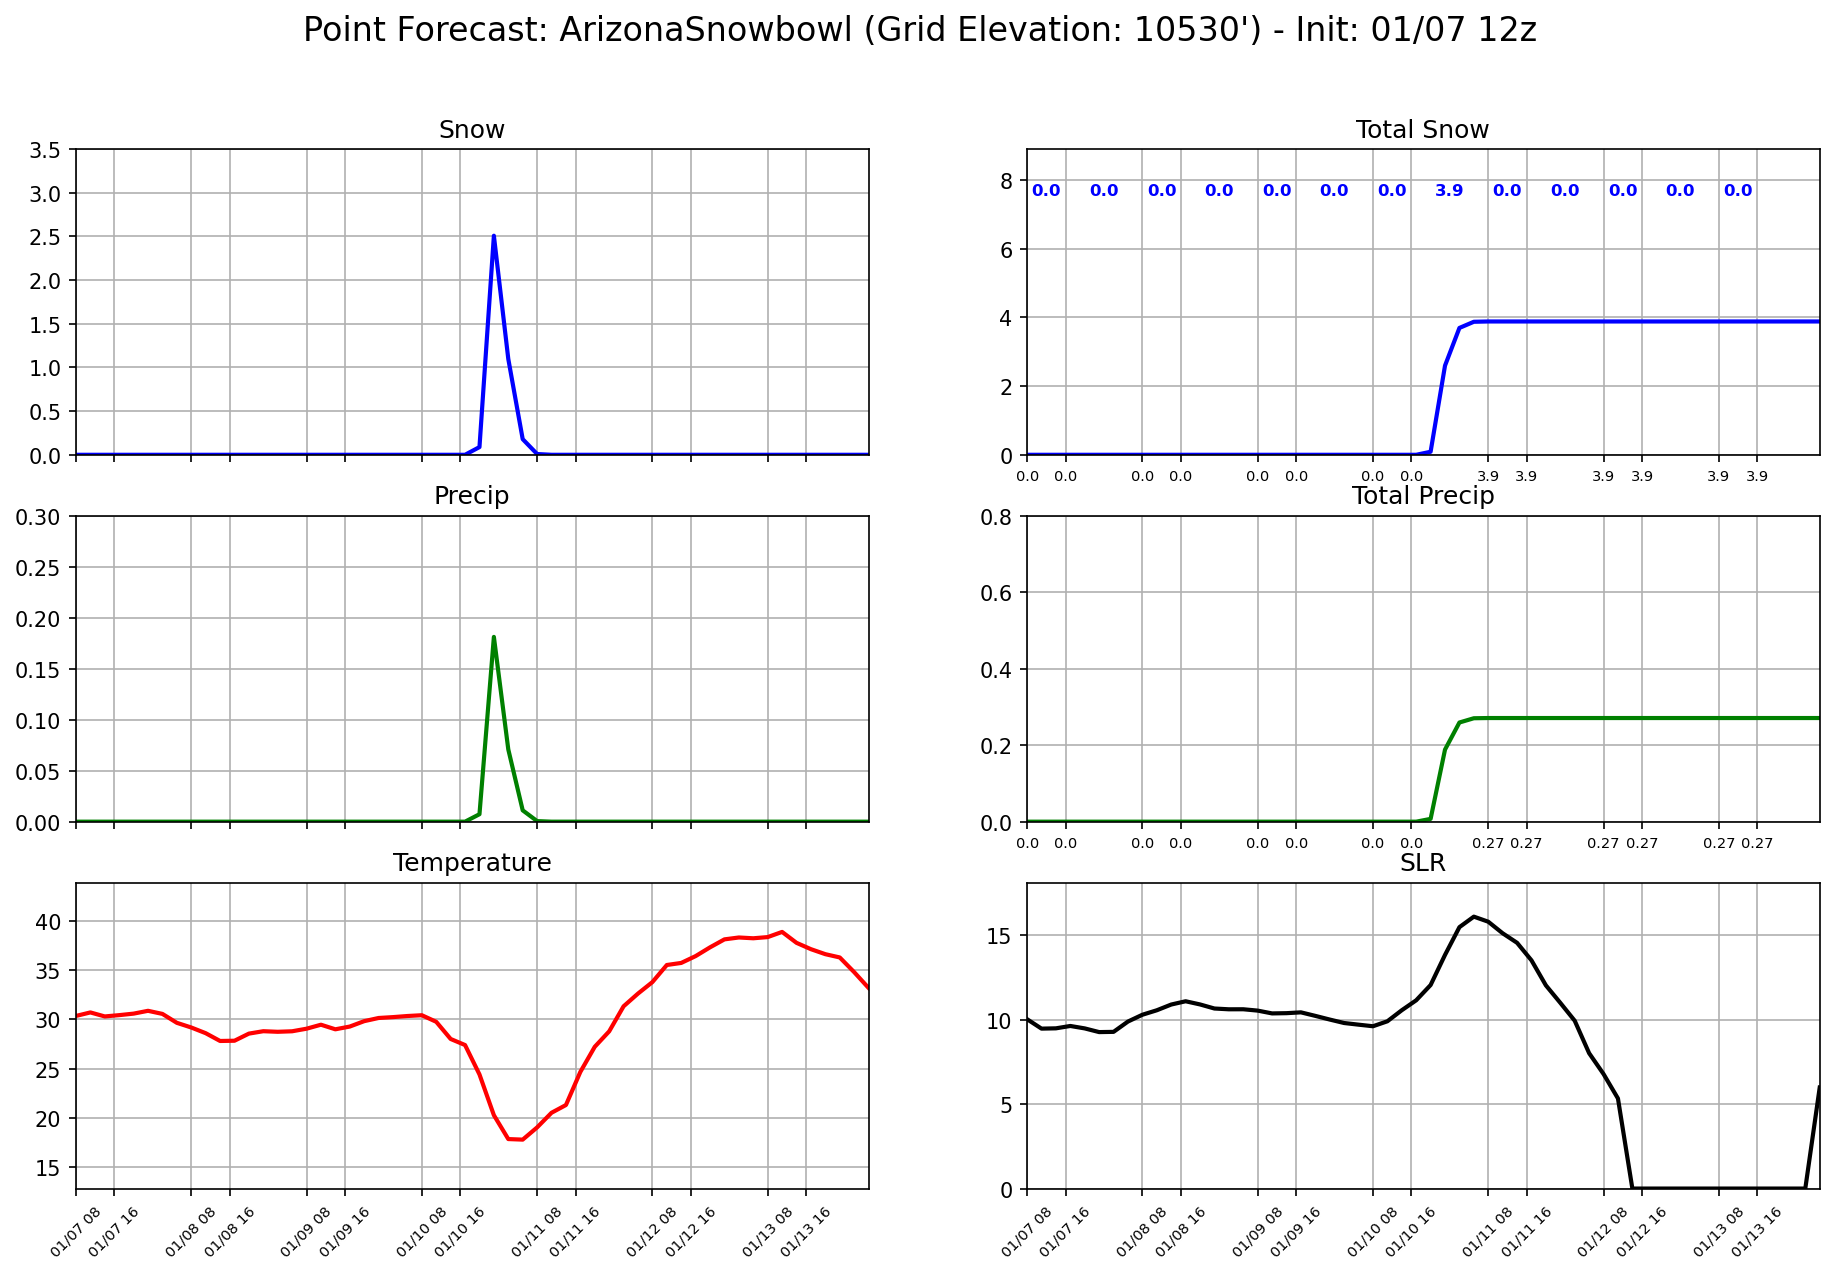 Point Forecast: ArizonaSnowbowl (Grid Elevation: 10530') - Init: 01/07 12z
Snow
3.5
3.0
2.5
2.0
1.5
1.0
0.5
0.0
Total Snow
8
6
4
2
0
0.0 0.0 0.0 0.0 0.0 0.0 0.0 3.9 0.0 0.0 0.0 0.0 0.0
0.0 0.0 0.0 0.0 0.0 0.0 0.0 0.0 3.9 3.9 3.9 3.9 3.9 3.9
Precip
0.30
0.25
0.20
0.15
0.10
0.05
0.00
Total Precip
0.8
0.6
0.4
0.2
0.0
0.0 0.0 0.0 0.0 0.0 0.0 0.0 0.0 0.27 0.27 0.27 0.27 0.27 0.27
Temperature
40
35
30
25
20
15
01/07 08 01/07 16 01/08 08 01/08 16 01/09 08 01/09 16 01/10 08 01/10 16 01/11 08 01/11 16 01/12 08 01/12 16 01/13 08 01/13 16
SLR
15
10
5
0
01/07 08 01/07 16 01/08 08 01/08 16 01/09 08 01/09 16 01/10 08 01/10 16 01/11 08 01/11 16 01/12 08 01/12 16 01/13 08 01/13 16